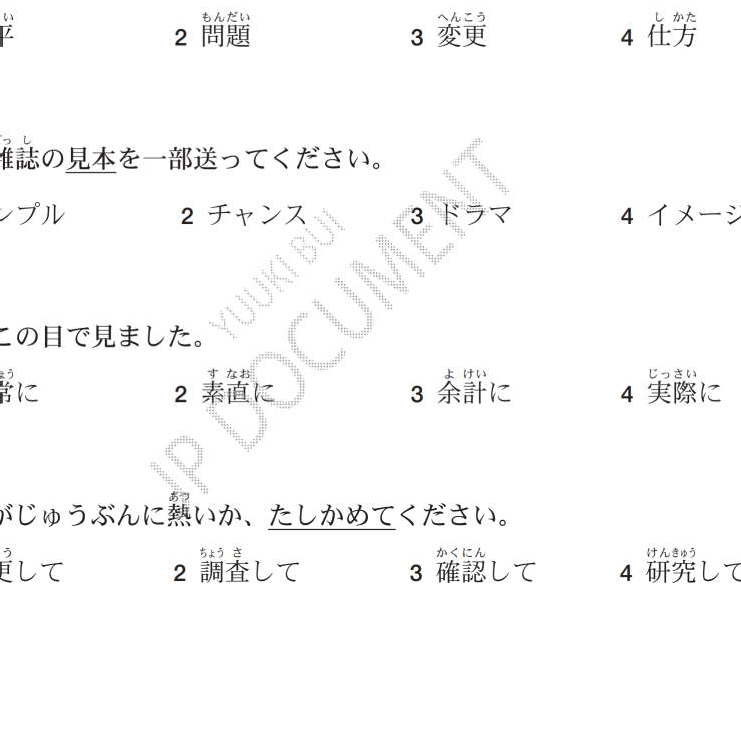 平 2 問題 3 変更 4 仕方
雑誌の見本を一部送ってください。
ンプル 2 チャンス 3 ドラマ 4 イメージ
この目で見ました。
常に 2 素直に 3 余計に 4 実際に
がじゅうぶんに熱いか、たしかめてください。
更して 2 調査して 3 確認して 4 研究して
YUUKI BUI
JP DOCUMENT